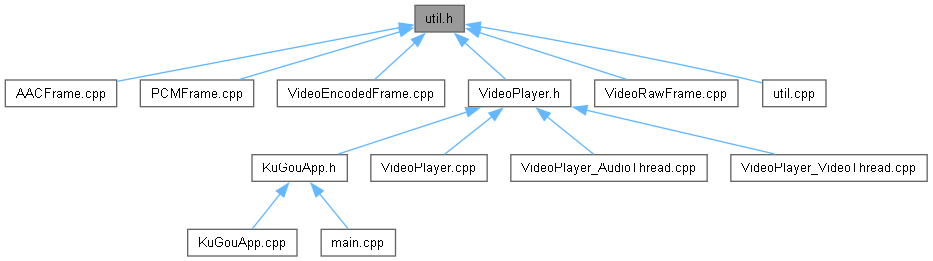 util.h
AACFrame.cpp
PCMFrame.cpp
VideoEncodedFrame.cpp
VideoPlayer.h
VideoRawFrame.cpp
util.cpp
KuGouApp.h
VideoPlayer.cpp
VideoPlayer_AudioThread.cpp
VideoPlayer_VideoThread.cpp
KuGouApp.cpp
main.cpp